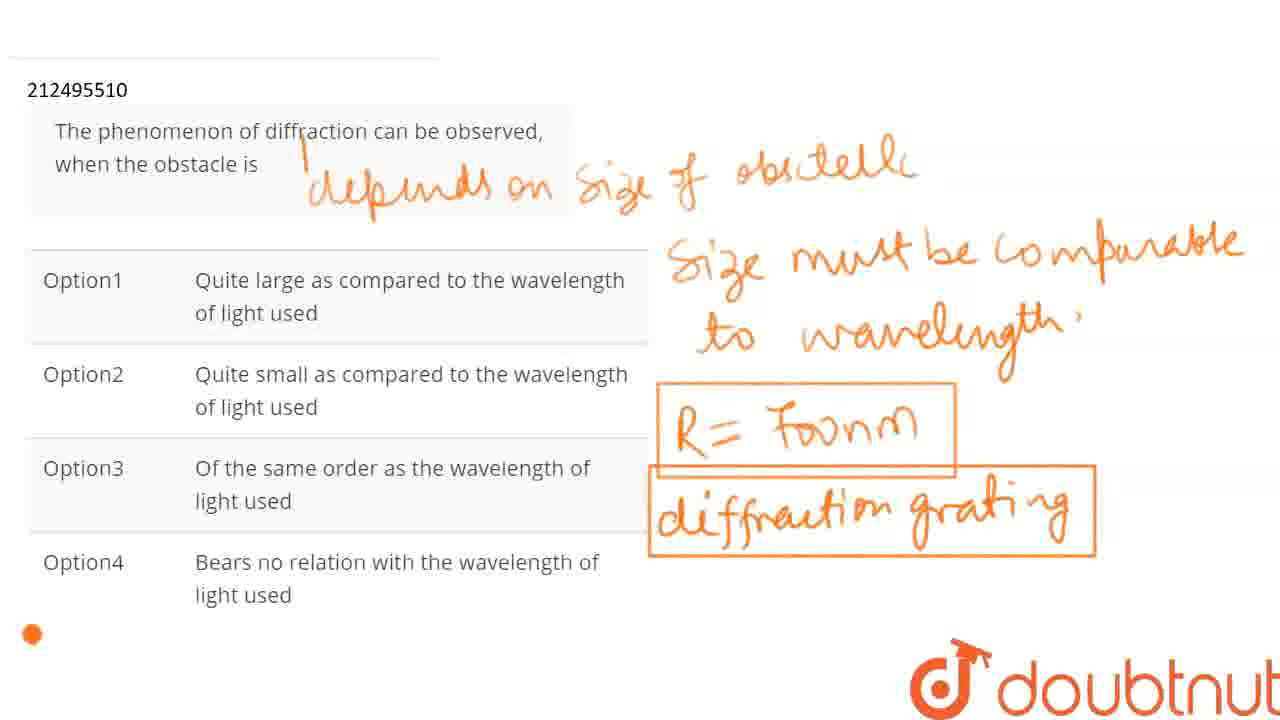 212495510
The phenomenon of diffraction can be observed,
when the obstacle is
depends on size of obstelle
Size must be comparable
to wavelength.
Option1 Quite large as compared to the wavelength
of light used
Option2 Quite small as compared to the wavelength
of light used
R = 700nm
Option3 Of the same order as the wavelength of
light used
diffraction grating
Option4 Bears no relation with the wavelength of
light used
doubtnut